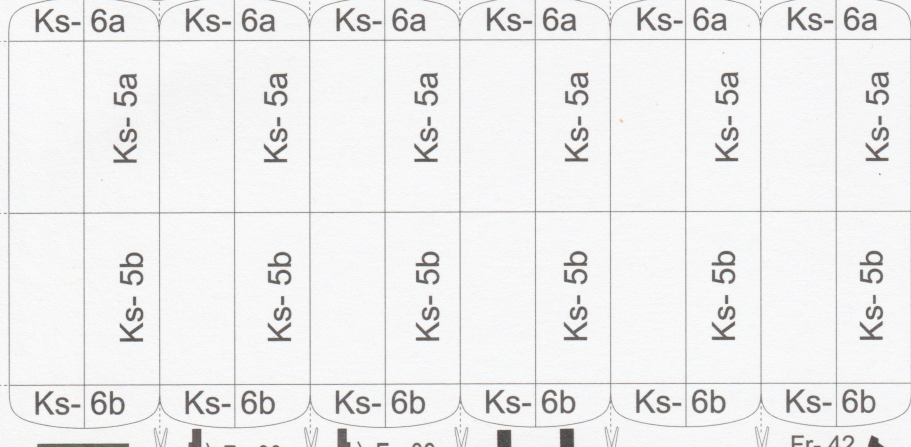 Ks- 6a Ks- 6a Ks- 6a Ks- 6a Ks- 6a Ks- 6a
Ks- 5a Ks- 5a Ks- 5a Ks- 5a Ks- 5a Ks- 5a
Ks- 5b Ks- 5b Ks- 5b Ks- 5b Ks- 5b Ks- 5b
Ks- 6b Ks- 6b Ks- 6b Ks- 6b Ks- 6b Ks- 6b
Fr- 42